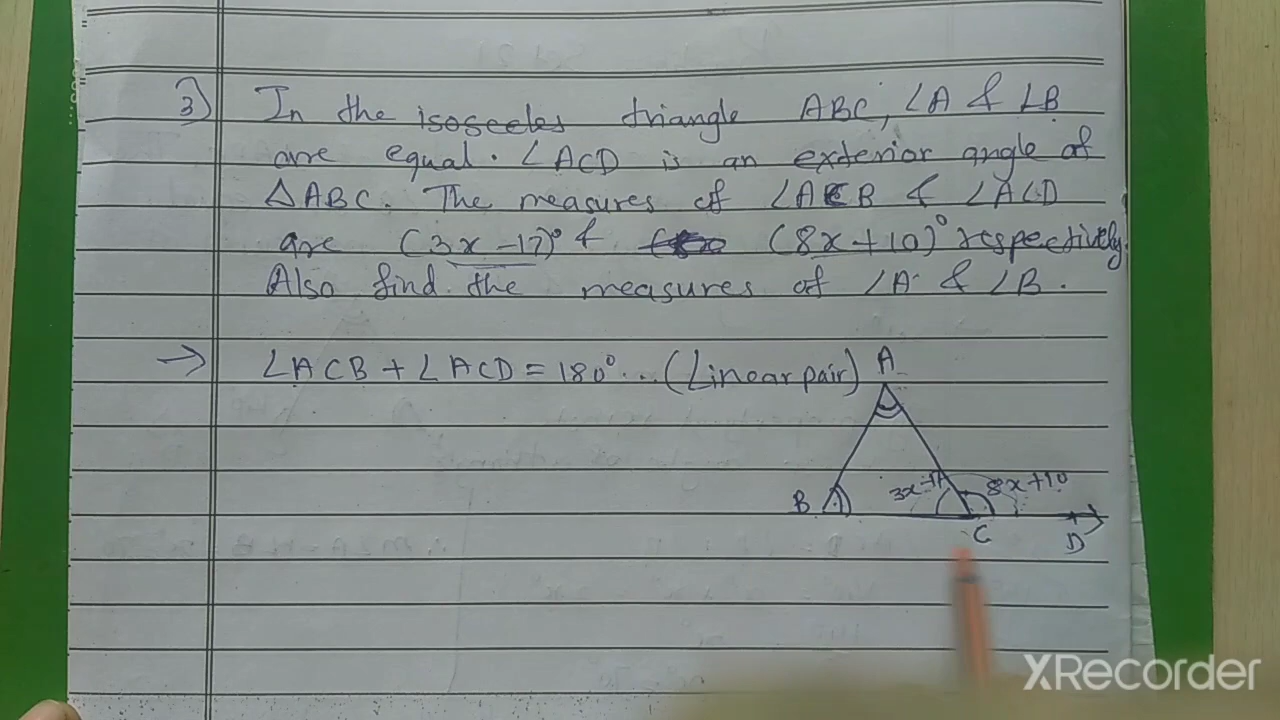 3) In the isosceles triangle ABC, ∠A & ∠B
are equal. ∠ACD is an exterior angle of
△ABC. The measures of ∠ACB & ∠ACD
are (3x-17)° & (8x+10)° respectively.
Also find the measures of ∠A & ∠B.
→ ∠ACB + ∠ACD = 180° ... (Linear pair)
A
3x-17 8x+10
B
C
D
XRecorder